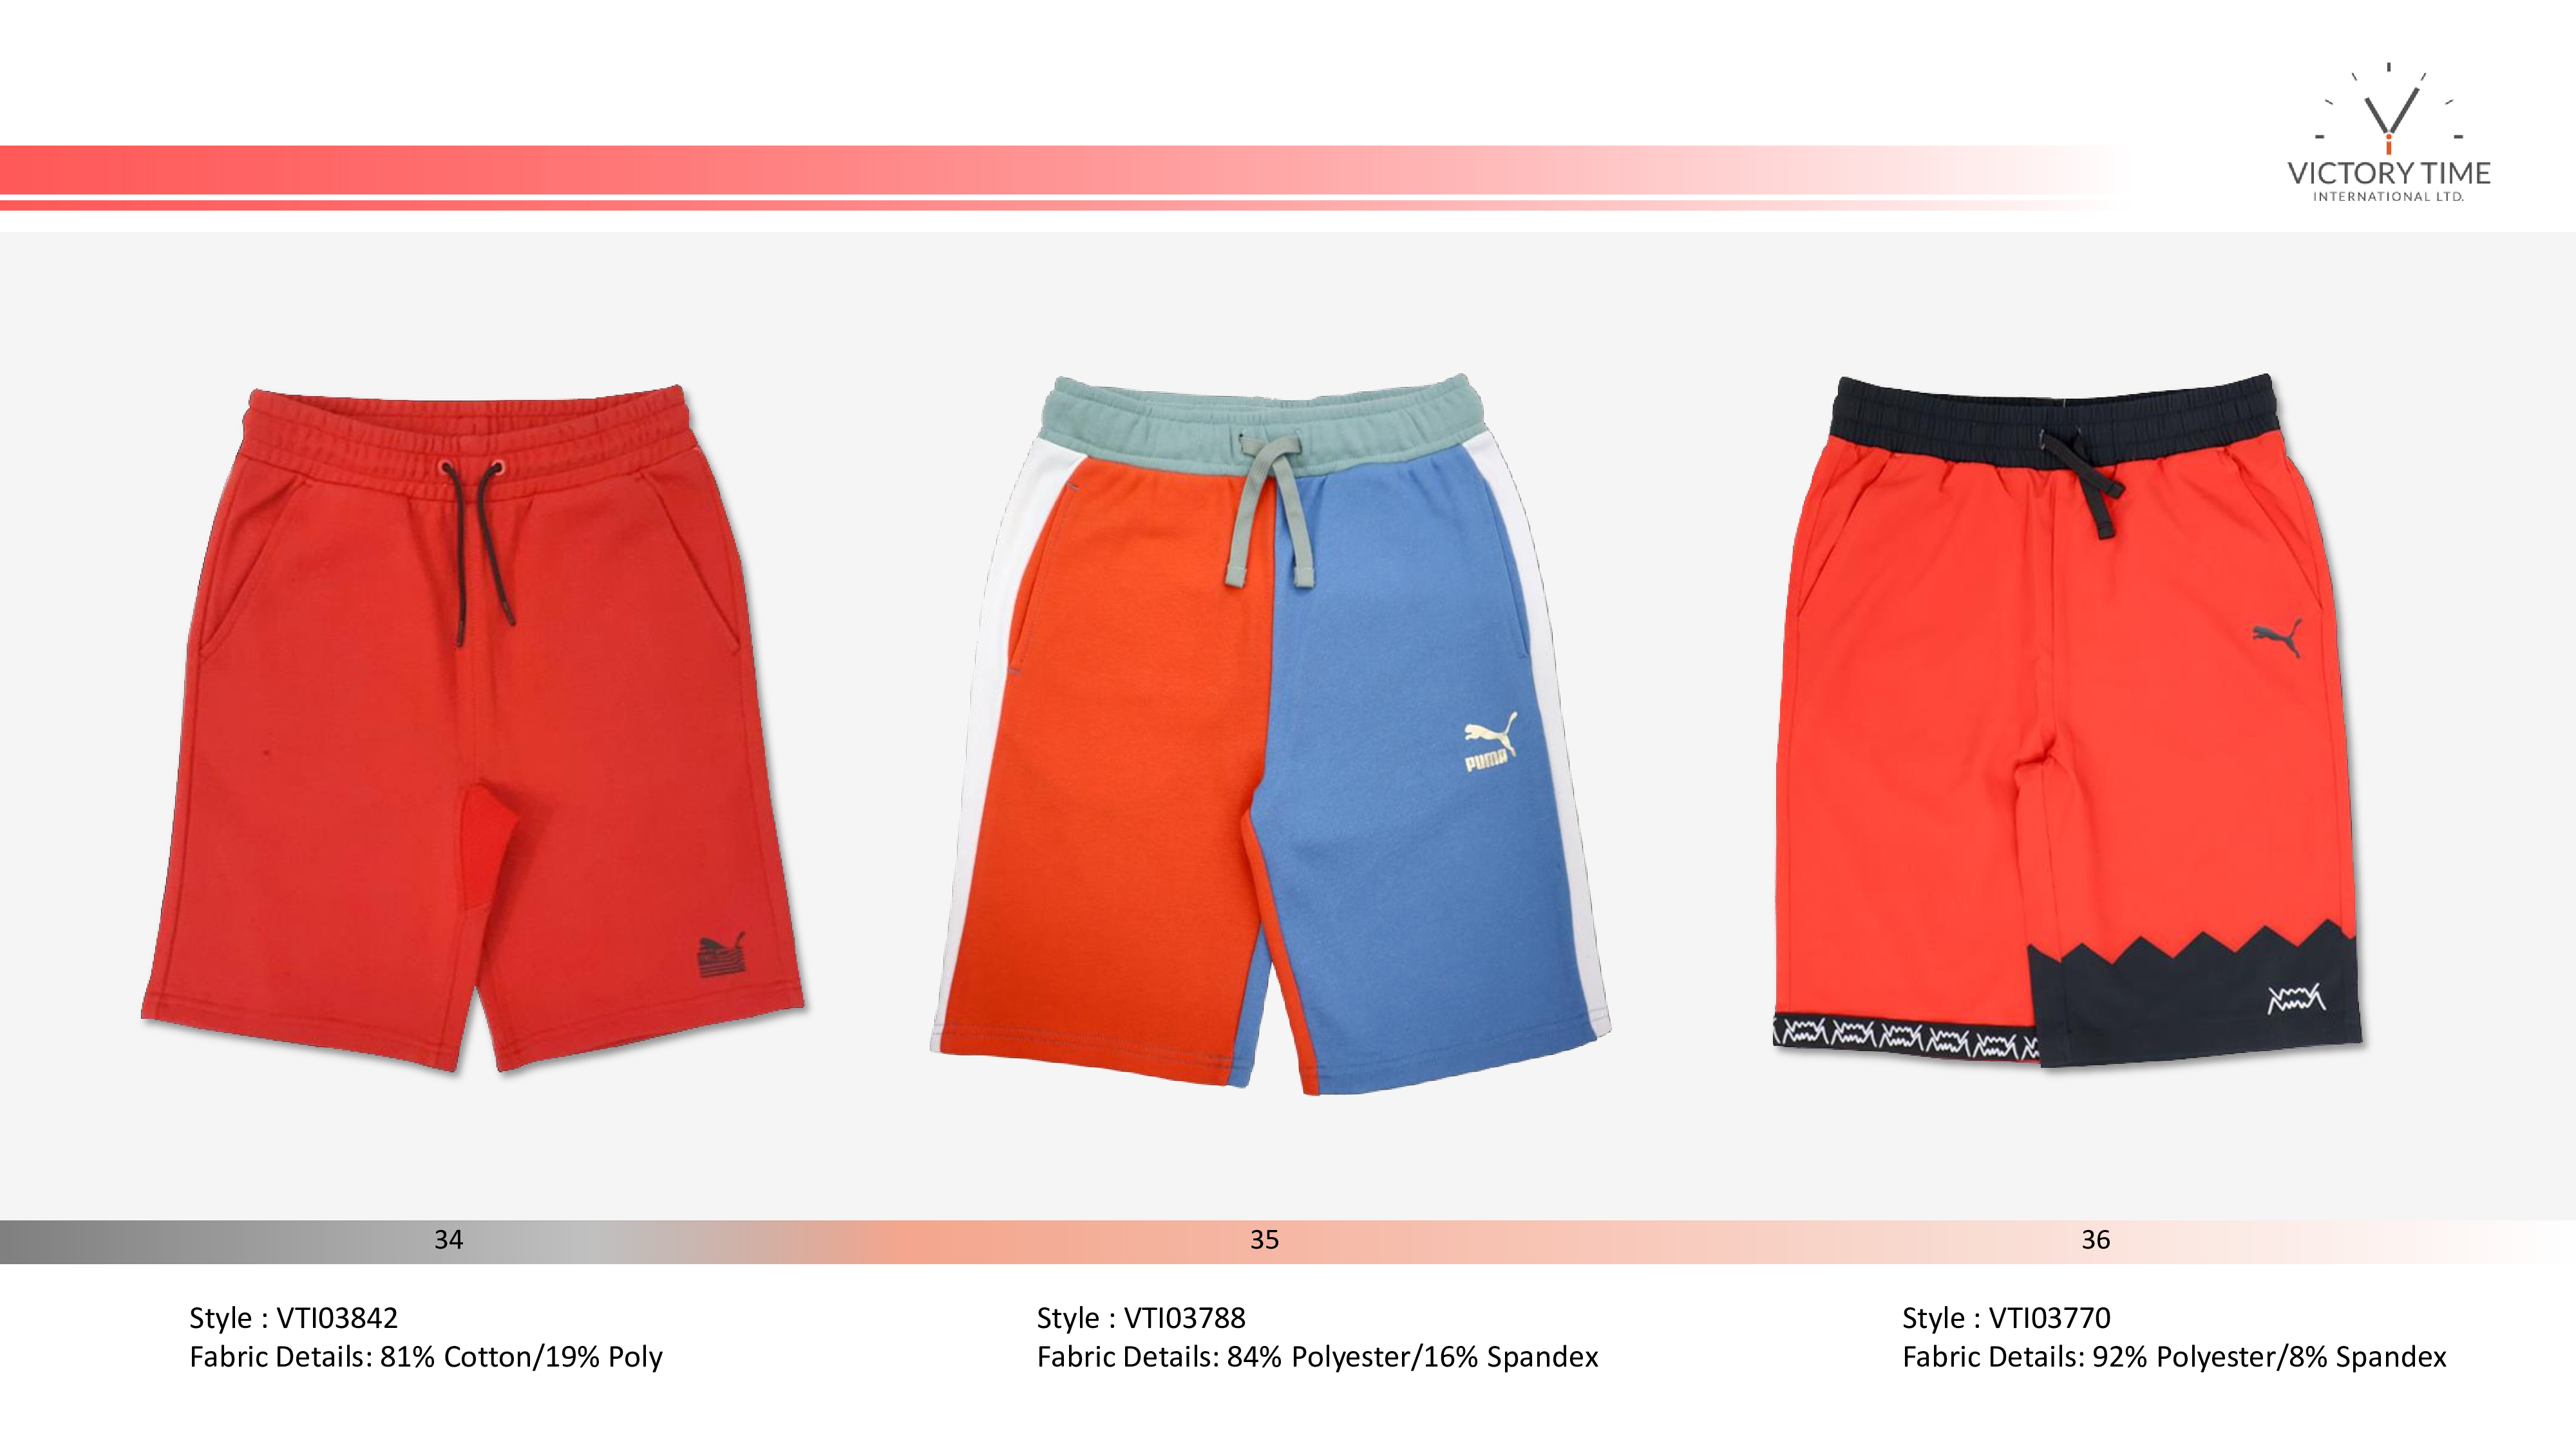 VICTORY TIME
INTERNATIONAL LTD.
PUMA
34
35
36
Style : VTI03842
Fabric Details: 81% Cotton/19% Poly
Style : VTI03788
Fabric Details: 84% Polyester/16% Spandex
Style : VTI03770
Fabric Details: 92% Polyester/8% Spandex